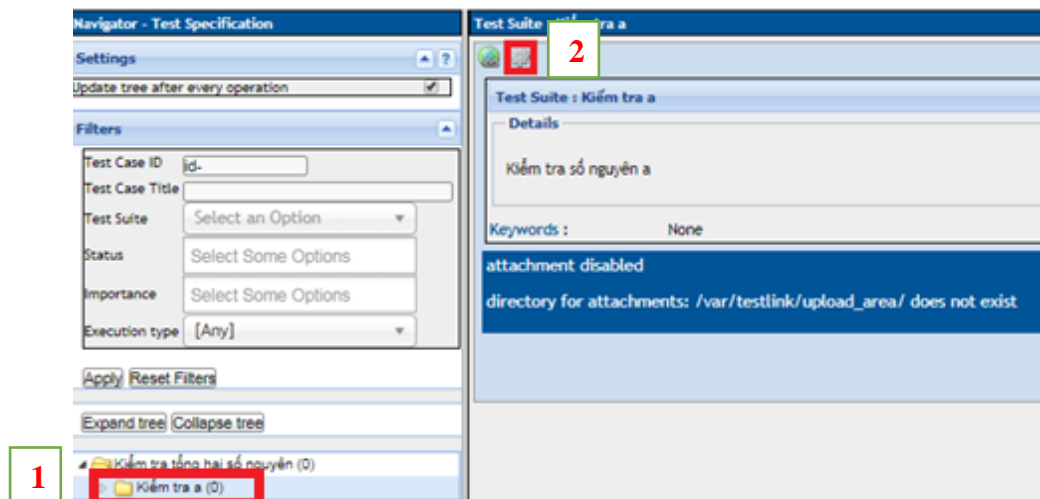 Navigator - Test Specification
Settings
?
Update tree after every operation
Filters
Test Case ID id-
Test Case Title
Test Suite Select an Option
Status Select Some Options
Importance Select Some Options
Execution type [Any]
Apply Reset Filters
Expand tree Collapse tree
Kiểm tra tổng hai số nguyên (0)
1
Kiểm tra a (0)
Test Suite ra a
2
Test Suite : Kiểm tra a
Details
Kiểm tra số nguyên a
Keywords : None
attachment disabled
directory for attachments: /var/testlink/upload_area/ does not exist